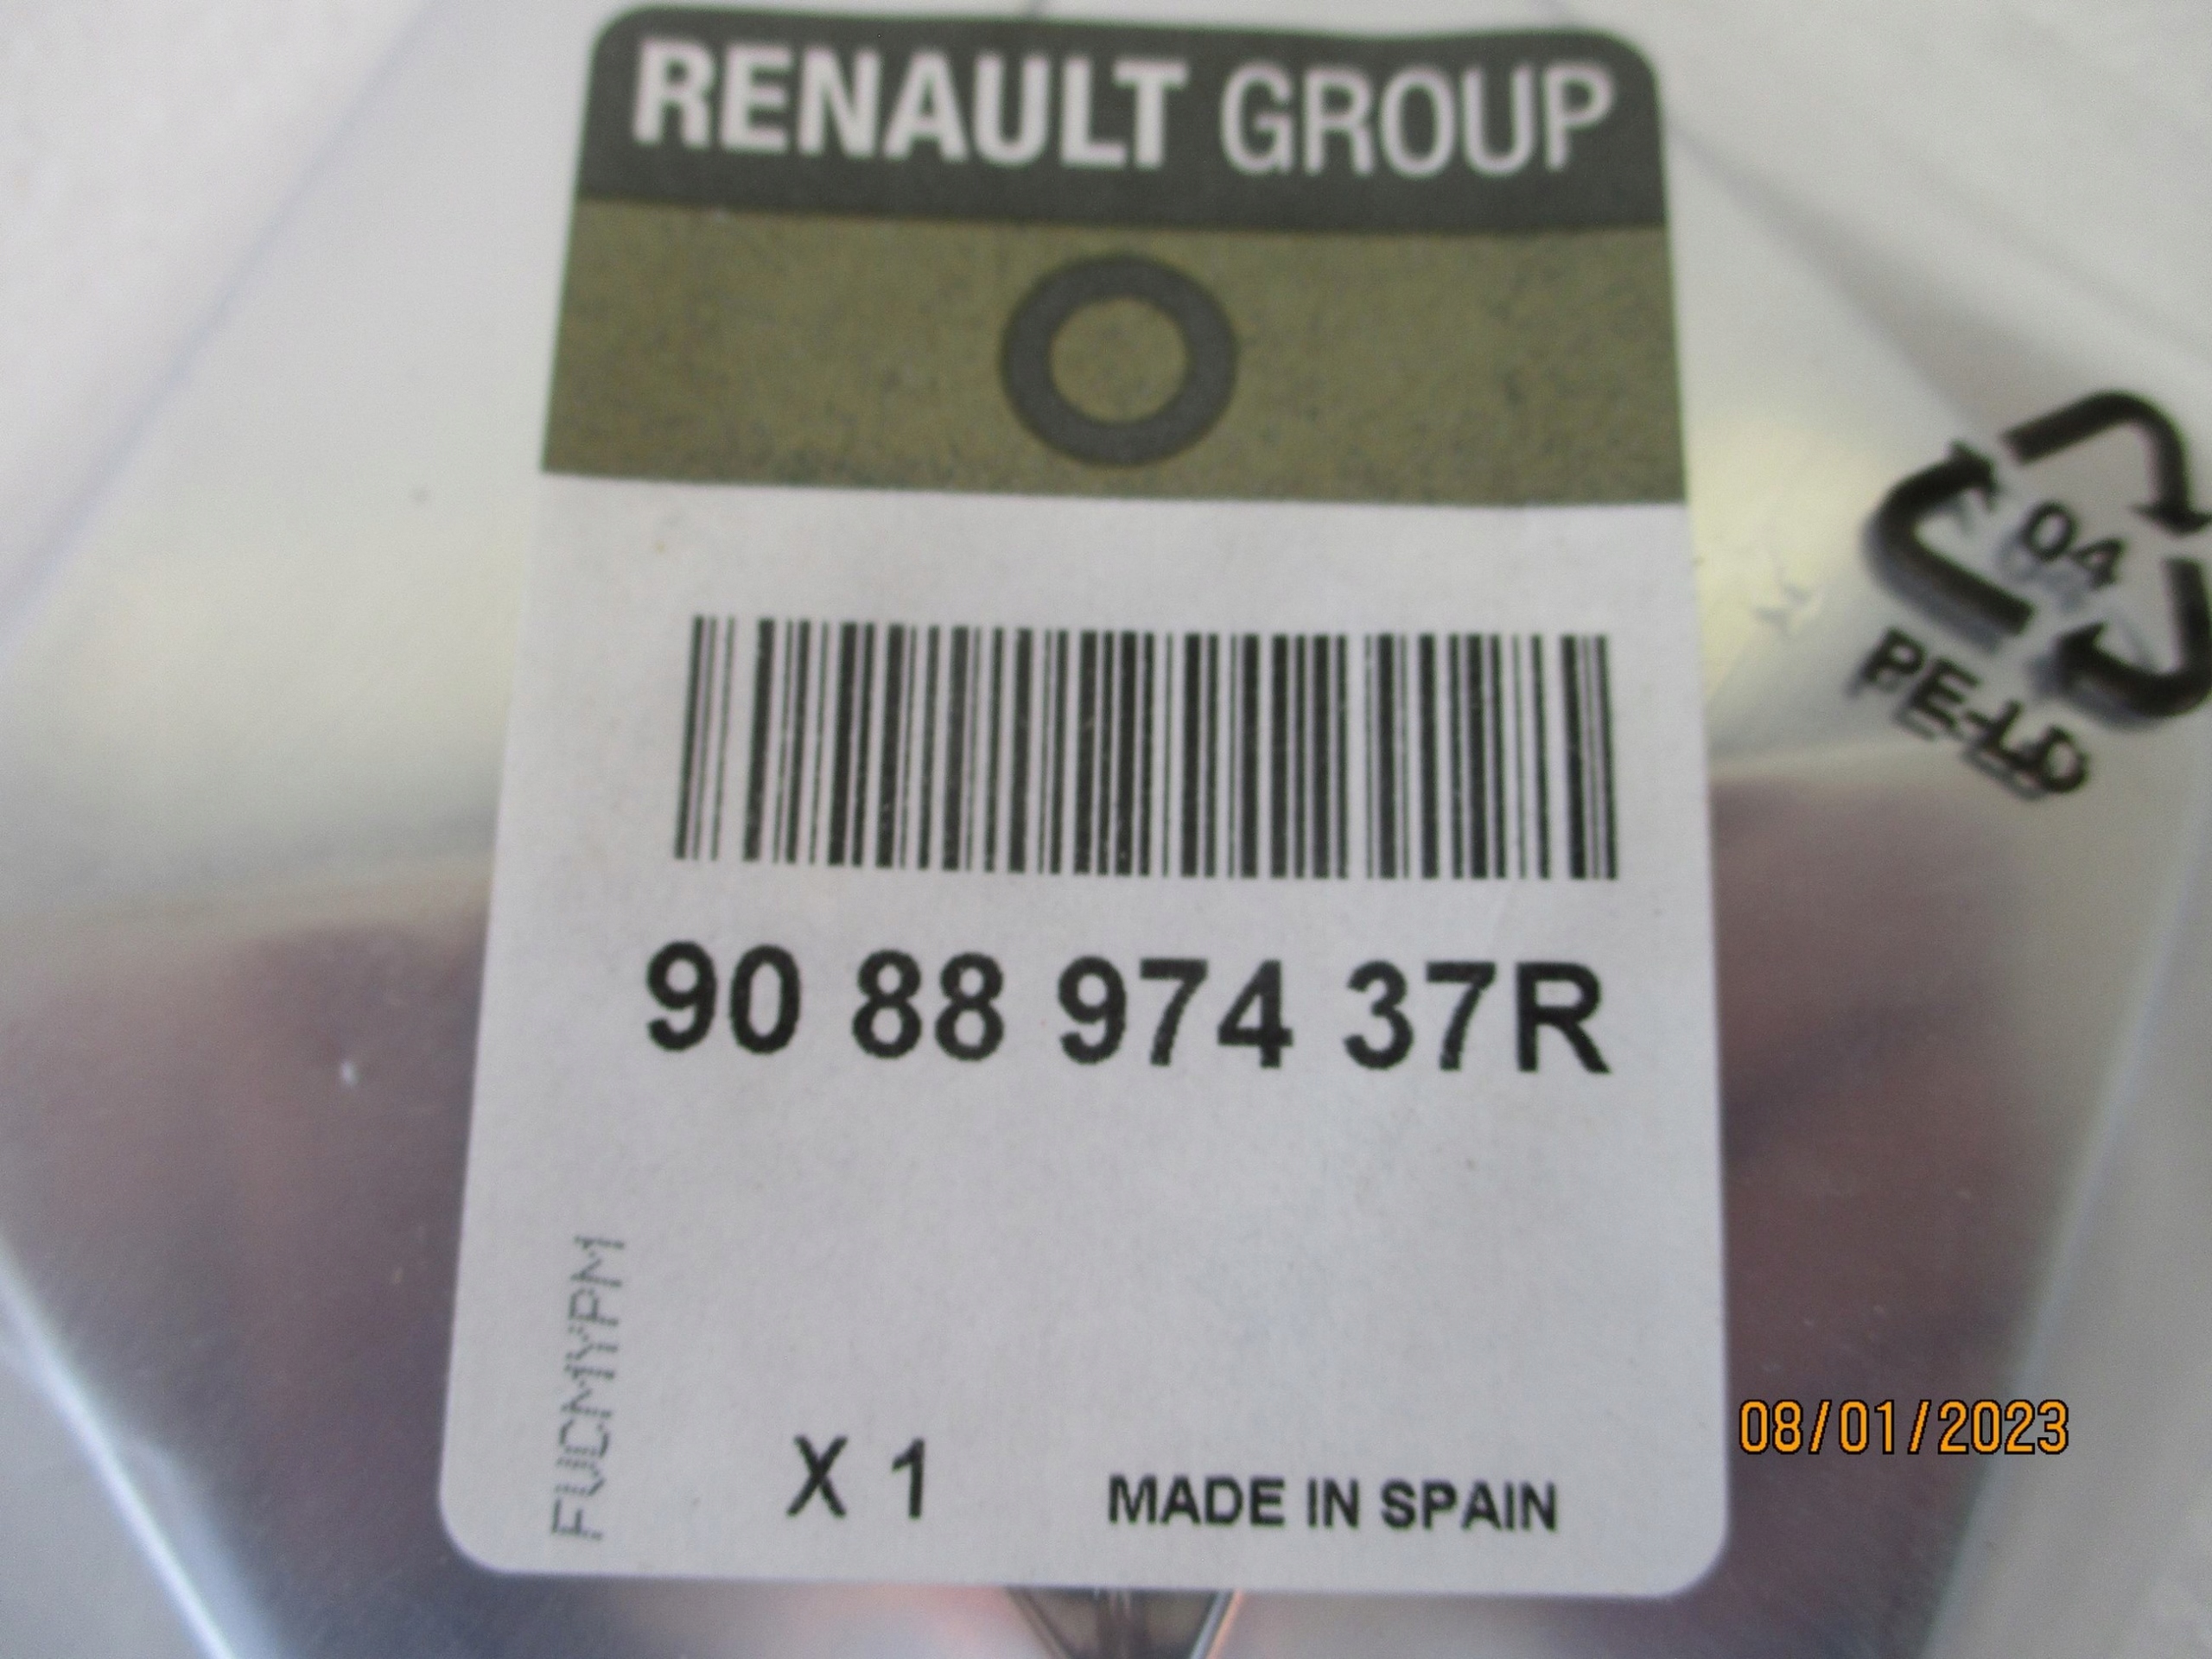 RENAULT GROUP
04
PE-LD
90 88 974 37R
FUCMYPM
X 1
MADE IN SPAIN
08/01/2023